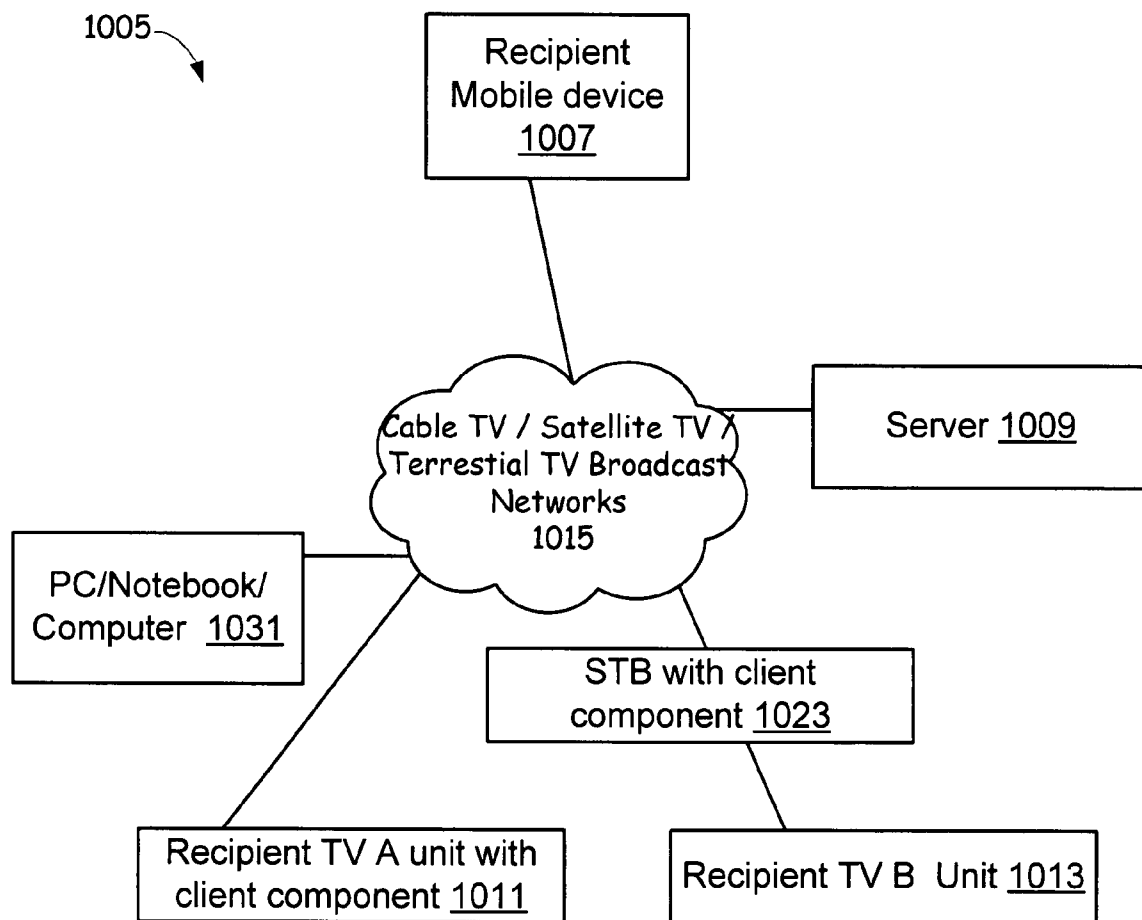 1005
Recipient
Mobile device
1007
Cable TV / Satellite TV /
Terrestial TV Broadcast
Networks
1015
Server 1009
PC/Notebook/
Computer 1031
STB with client
component 1023
Recipient TV A unit with
client component 1011
Recipient TV B Unit 1013